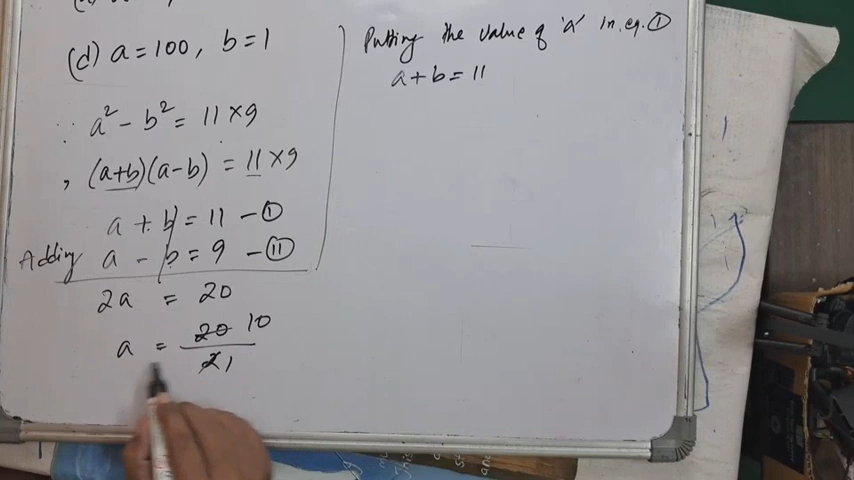 (d) a = 100, b = 1
∵ a² - b² = 11 × 9
, (a+b)(a-b) = 11 × 9
a + b = 11 - ①
Adding a - b = 9 - ⑪
2a = 20
a = 20 10
2 1
Putting the value of 'a' in eq. ①
a + b = 11